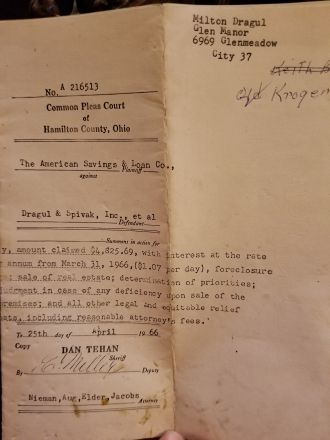 Milton Dragul
Glen Manor
6969 Glenmeadow
City 37
No. A 216513
Common Pleas Court
of
Hamilton County, Ohio
The American Savings & Loan Co.,
Plaintiff
against
Dragul & Spivak, Inc., et al
Defendant
Summons in action for
y, amount claimed $4,825.69, with interest at the rate
annum from March 11, 1966, ($1.07 per day), foreclosure
sale of real estate; determination of priorities;
judgment in case of any deficiency upon sale of the
premises; and all other legal and equitable relief
including reasonable attorney's fees.
To 25th day of April 1966
Copy
DAN TEHAN
Sheriff
By Deputy
Nieman, Aug, Elder, Jacobs
Attorney